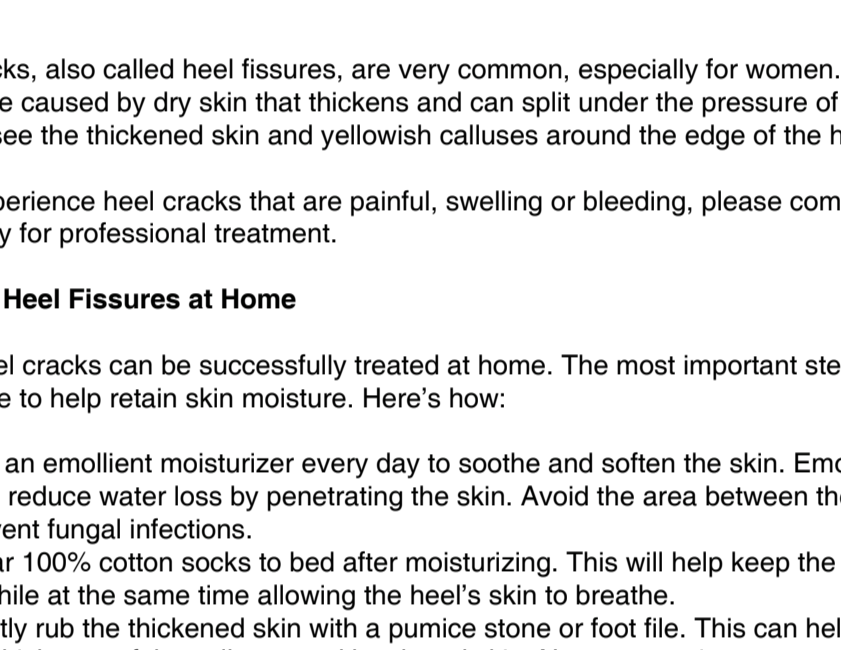 cks, also called heel fissures, are very common, especially for women.
e caused by dry skin that thickens and can split under the pressure of
see the thickened skin and yellowish calluses around the edge of the h
perience heel cracks that are painful, swelling or bleeding, please com
y for professional treatment.
Heel Fissures at Home
el cracks can be successfully treated at home. The most important ste
e to help retain skin moisture. Here’s how:
an emollient moisturizer every day to soothe and soften the skin. Emo
reduce water loss by penetrating the skin. Avoid the area between the
ent fungal infections.
ar 100% cotton socks to bed after moisturizing. This will help keep the
hile at the same time allowing the heel’s skin to breathe.
tly rub the thickened skin with a pumice stone or foot file. This can hel